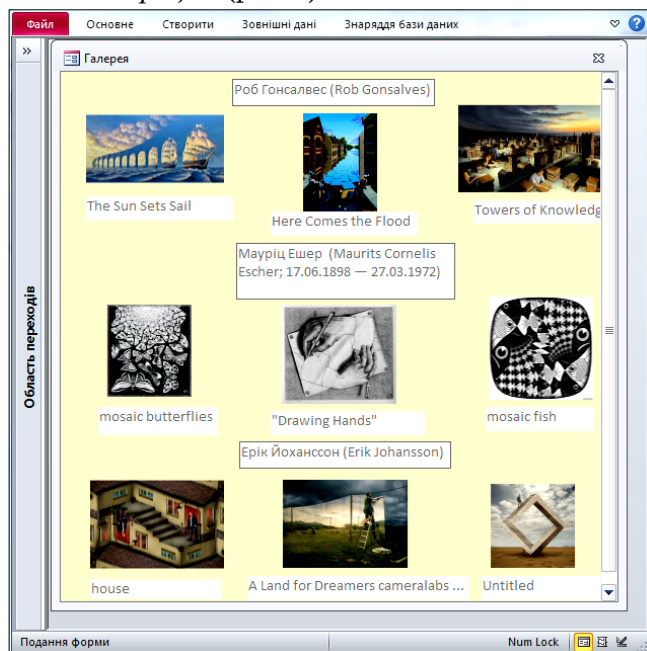 Файл Основне Створити Зовнішні дані Знаряддя бази даних
Галерея
Роб Гонсалвес (Rob Gonsalves)
The Sun Sets Sail
Here Comes the Flood
Towers of Knowledg
Мауріц Ешер (Maurits Cornelis
Escher; 17.06.1898 — 27.03.1972)
Область переходів
mosaic butterflies
"Drawing Hands"
mosaic fish
Ерік Йоханссон (Erik Johansson)
house
A Land for Dreamers cameralabs ...
Untitled
Подання форми Num Lock